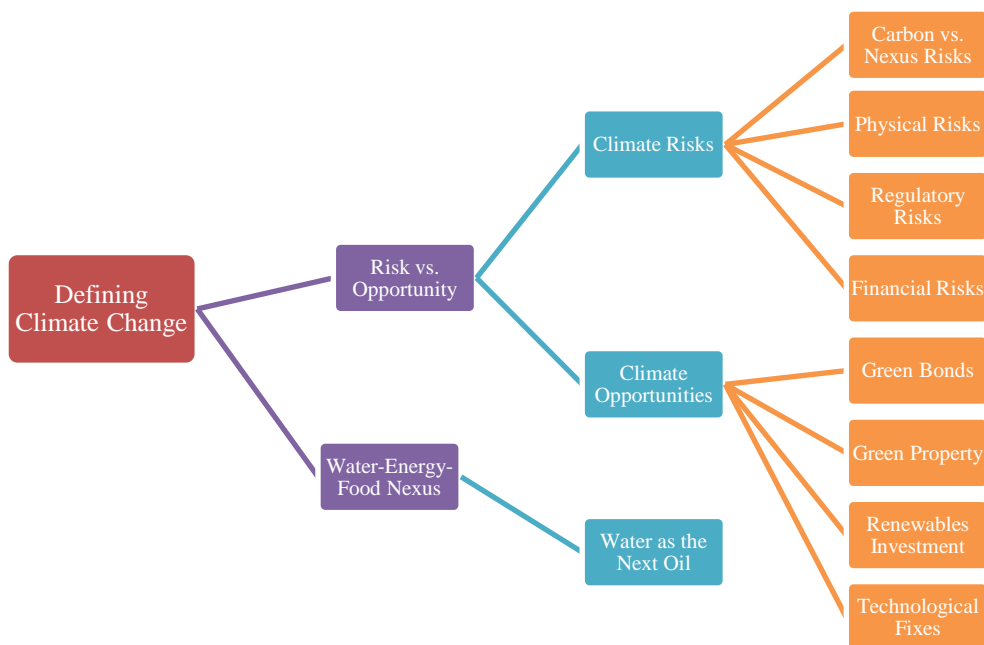 Defining
Climate Change
Risk vs.
Opportunity
Water-Energy-
Food Nexus
Climate Risks
Climate
Opportunities
Water as the
Next Oil
Carbon vs.
Nexus Risks
Physical Risks
Regulatory
Risks
Financial Risks
Green Bonds
Green Property
Renewables
Investment
Technological
Fixes